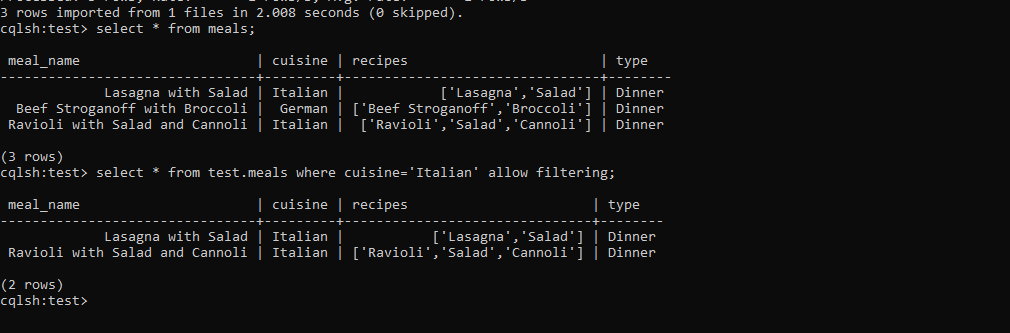 3 rows imported from 1 files in 2.008 seconds (0 skipped).
cqlsh:test> select * from meals;
 meal_name                      | cuisine | recipes                        | type
--------------------------------+---------+--------------------------------+--------
             Lasagna with Salad | Italian |            ['Lasagna','Salad'] | Dinner
  Beef Stroganoff with Broccoli |  German | ['Beef Stroganoff','Broccoli'] | Dinner
 Ravioli with Salad and Cannoli | Italian |  ['Ravioli','Salad','Cannoli'] | Dinner
(3 rows)
cqlsh:test> select * from test.meals where cuisine='Italian' allow filtering;
 meal_name                      | cuisine | recipes                       | type
--------------------------------+---------+-------------------------------+--------
             Lasagna with Salad | Italian |           ['Lasagna','Salad'] | Dinner
 Ravioli with Salad and Cannoli | Italian | ['Ravioli','Salad','Cannoli'] | Dinner
(2 rows)
cqlsh:test>